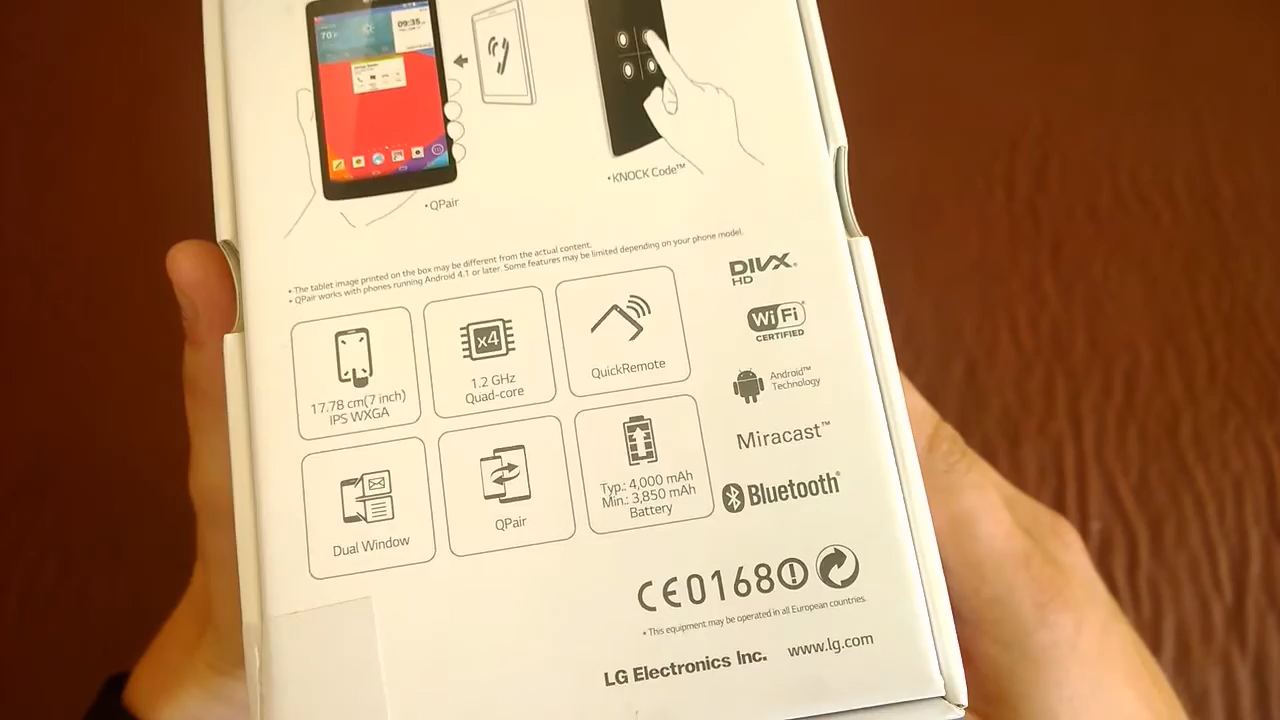 70°
09:35
•QPair
•KNOCK Code™
• The tablet image printed on the box may be different from the actual content.
• QPair works with phones running Android 4.1 or later. Some features may be limited depending on your phone model.
17.78 cm(7 inch)
IPS WXGA
x4
1.2 GHz
Quad-core
QuickRemote
Dual Window
QPair
Typ.: 4,000 mAh
Min.: 3,850 mAh
Battery
DIVX®
HD
Wi Fi®
CERTIFIED
Android™
Technology
Miracast™
Bluetooth®
CE0168
• This equipment may be operated in all European countries.
LG Electronics Inc. www.lg.com